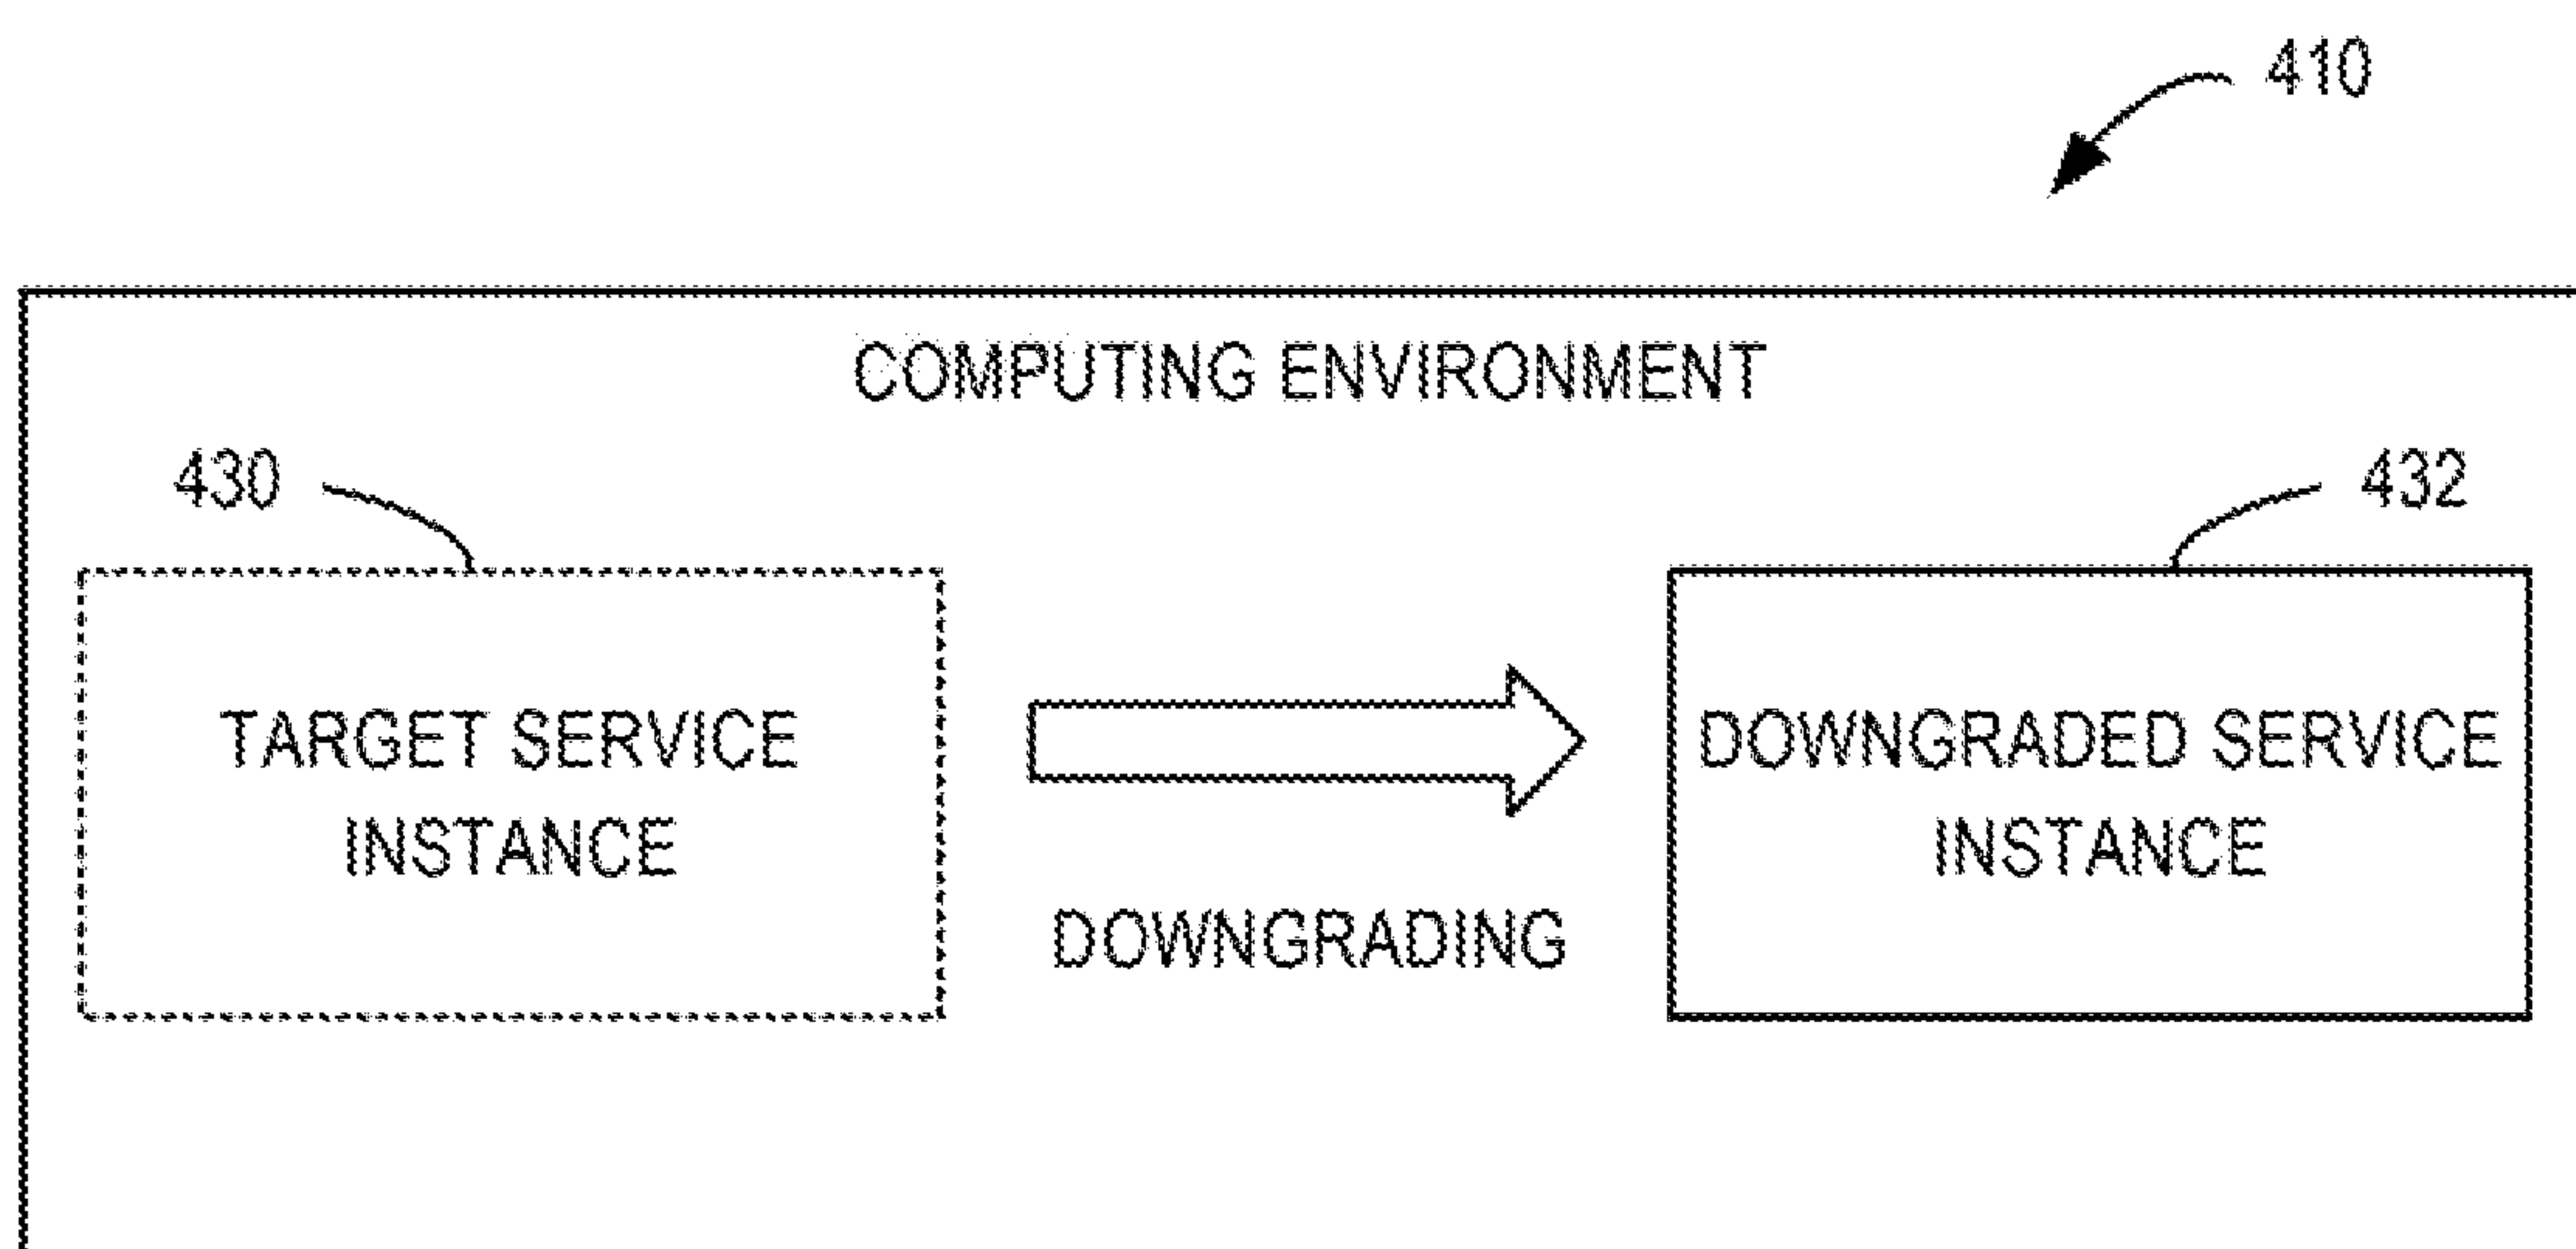 410
COMPUTING ENVIRONMENT
430
432
TARGET SERVICE
INSTANCE
DOWNGRADING
DOWNGRADED SERVICE
INSTANCE